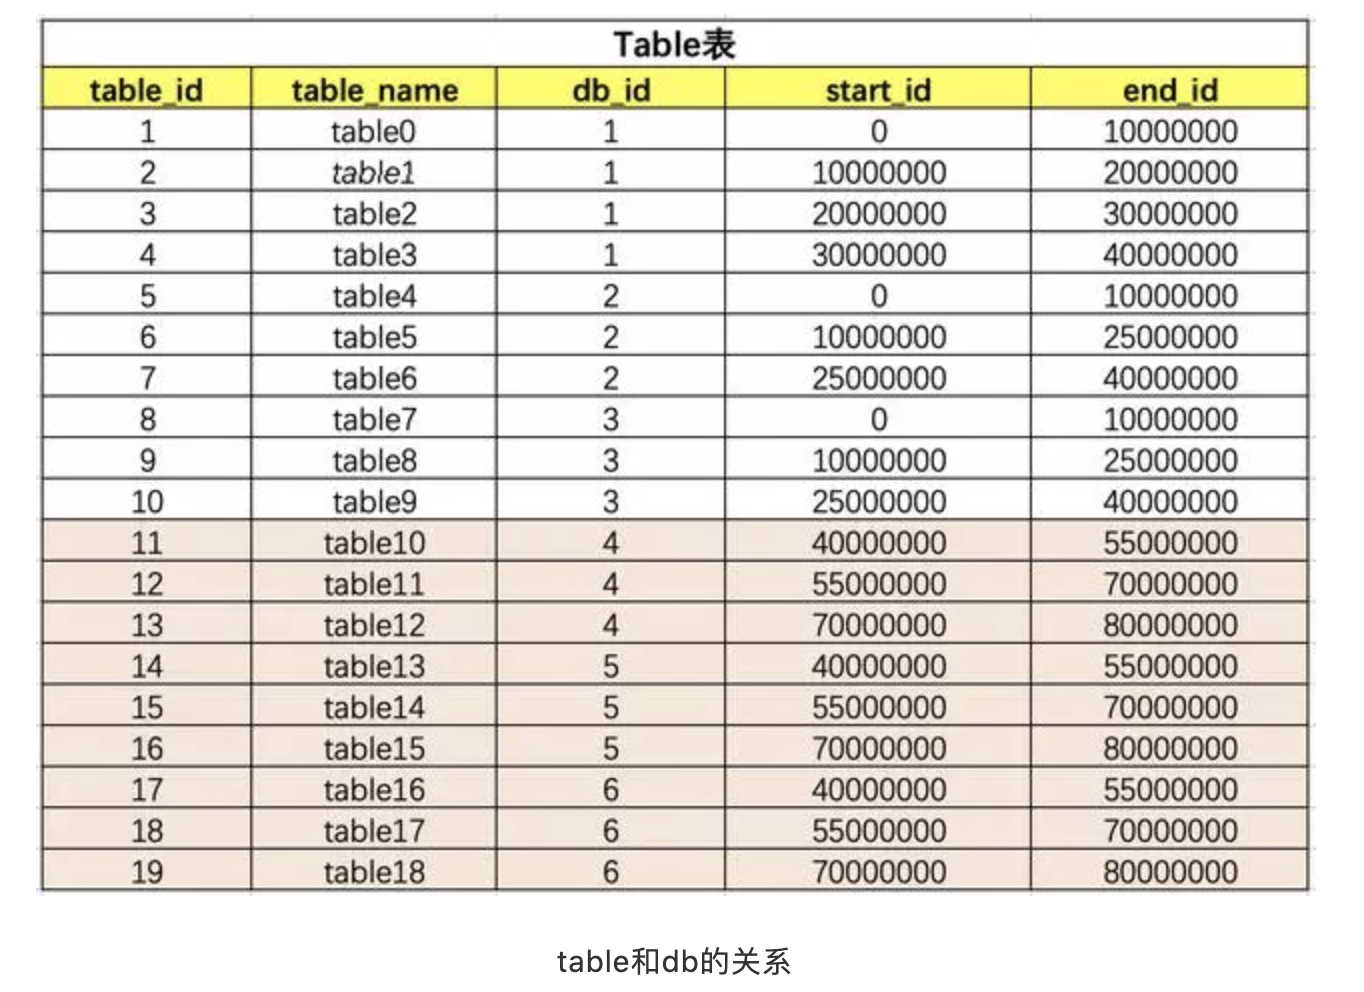 Table表
table_id table_name db_id start_id end_id
1 table0 1 0 10000000
2 table1 1 10000000 20000000
3 table2 1 20000000 30000000
4 table3 1 30000000 40000000
5 table4 2 0 10000000
6 table5 2 10000000 25000000
7 table6 2 25000000 40000000
8 table7 3 0 10000000
9 table8 3 10000000 25000000
10 table9 3 25000000 40000000
11 table10 4 40000000 55000000
12 table11 4 55000000 70000000
13 table12 4 70000000 80000000
14 table13 5 40000000 55000000
15 table14 5 55000000 70000000
16 table15 5 70000000 80000000
17 table16 6 40000000 55000000
18 table17 6 55000000 70000000
19 table18 6 70000000 80000000
table和db的关系